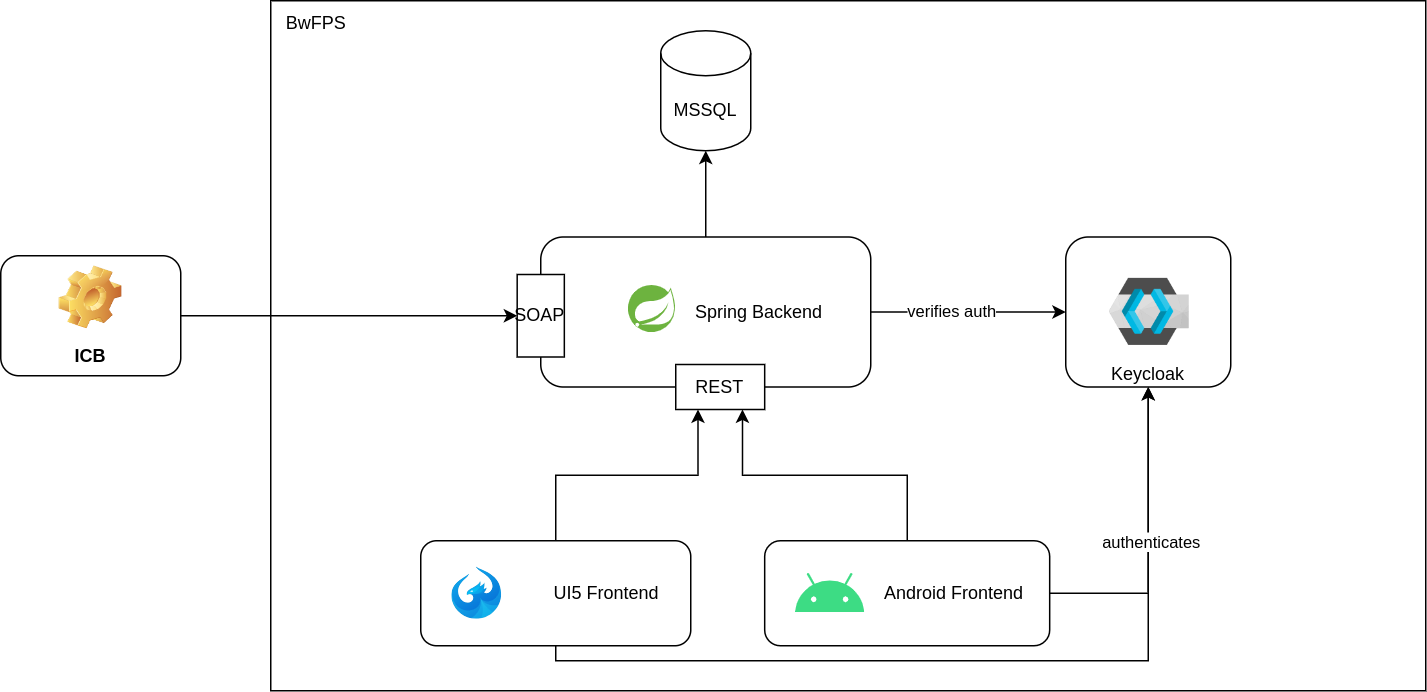 BwFPS
MSSQL
ICB
SOAP
Spring Backend
verifies auth
Keycloak
REST
authenticates
UI5 Frontend
Android Frontend